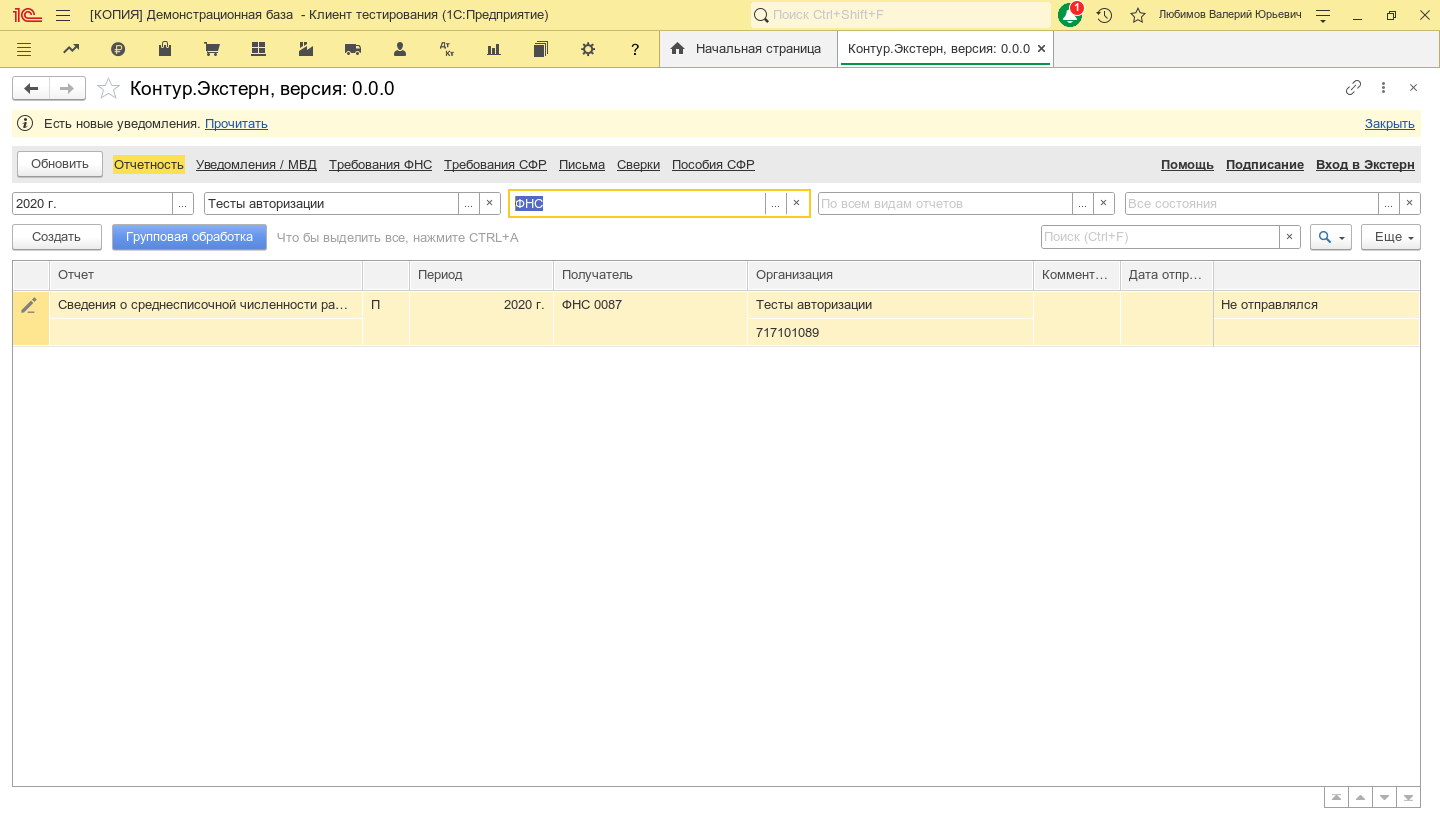 [КОПИЯ] Демонстрационная база - Клиент тестирования (1С:Предприятие) Поиск Ctrl+Shift+F 1 Любимов Валерий Юрьевич
Дт Кт ? Начальная страница Контур.Экстерн, версия: 0.0.0
Контур.Экстерн, версия: 0.0.0
Есть новые уведомления. Прочитать Закрыть
Обновить Отчетность Уведомления / МВД Требования ФНС Требования СФР Письма Сверки Пособия СФР Помощь Подписание Вход в Экстерн
2020 г. ... Тесты авторизации ... × ФНС ... × По всем видам отчетов ... × Все состояния ... ×
Создать Групповая обработка Что бы выделить все, нажмите CTRL+A Поиск (Ctrl+F) × Еще
Отчет Период Получатель Организация Коммент... Дата отпр...
Сведения о среднесписочной численности ра... П 2020 г. ФНС 0087 Тесты авторизации Не отправлялся
717101089